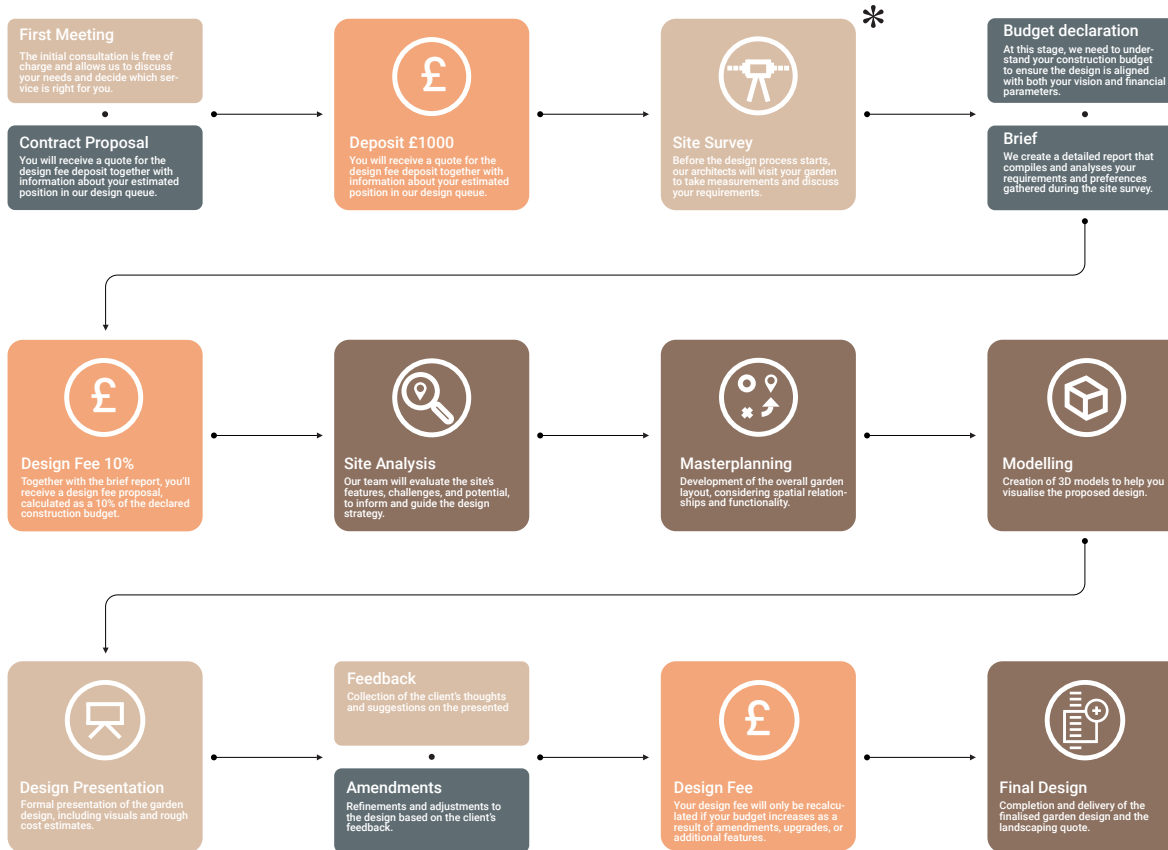 First Meeting
The initial consultation is free of
charge and allows us to discuss
your needs and decide which ser-
vice is right for you.
Contract Proposal
You will receive a quote for the
design fee deposit together with
information about your estimated
position in our design queue.
£
Deposit £1000
You will receive a quote for the
design fee deposit together with
information about your estimated
position in our design queue.
*
Site Survey
Before the design process starts,
our architects will visit your garden
to take measurements and discuss
your requirements.
Budget declaration
At this stage, we need to under-
stand your construction budget
to ensure the design is aligned
with both your vision and financial
parameters.
Brief
We create a detailed report that
compiles and analyses your
requirements and preferences
gathered during the site survey.
£
Design Fee 10%
Together with the brief report, you'll
receive a design fee proposal,
calculated as a 10% of the declared
construction budget.
Site Analysis
Our team will evaluate the site's
features, challenges, and potential,
to inform and guide the design
strategy.
Masterplanning
Development of the overall garden
layout, considering spatial relation-
ships and functionality.
Modelling
Creation of 3D models to help you
visualise the proposed design.
Design Presentation
Formal presentation of the garden
design, including visuals and rough
cost estimates.
Feedback
Collection of the client's thoughts
and suggestions on the presented
Amendments
Refinements and adjustments to
the design based on the client's
feedback.
£
Design Fee
Your design fee will only be recalcu-
lated if your budget increases as a
result of amendments, upgrades, or
additional features.
Final Design
Completion and delivery of the
finalised garden design and the
landscaping quote.